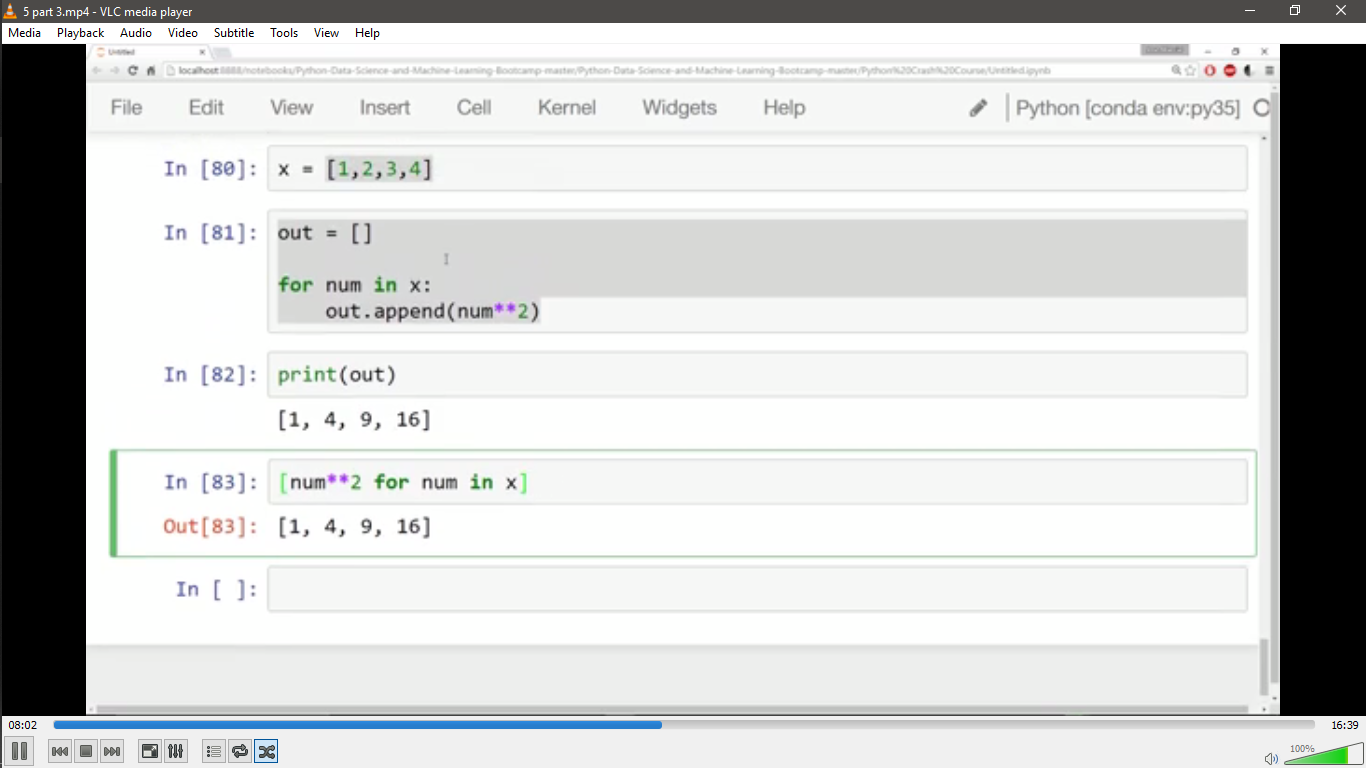 5 part 3.mp4 - VLC media player
Media Playback Audio Video Subtitle Tools View Help
Untitled
localhost:8888/notebooks/Python-Data-Science-and-Machine-Learning-Bootcamp-master/Python-Data-Science-and-Machine-Learning-Bootcamp-master/Python%20Crash%20Course/Untitled.ipynb
File Edit View Insert Cell Kernel Widgets Help Python [conda env:py35]
In [80]: x = [1,2,3,4]
In [81]: out = []
for num in x:
    out.append(num**2)
In [82]: print(out)
[1, 4, 9, 16]
In [83]: [num**2 for num in x]
Out[83]: [1, 4, 9, 16]
In [ ]:
08:02 16:39
100%